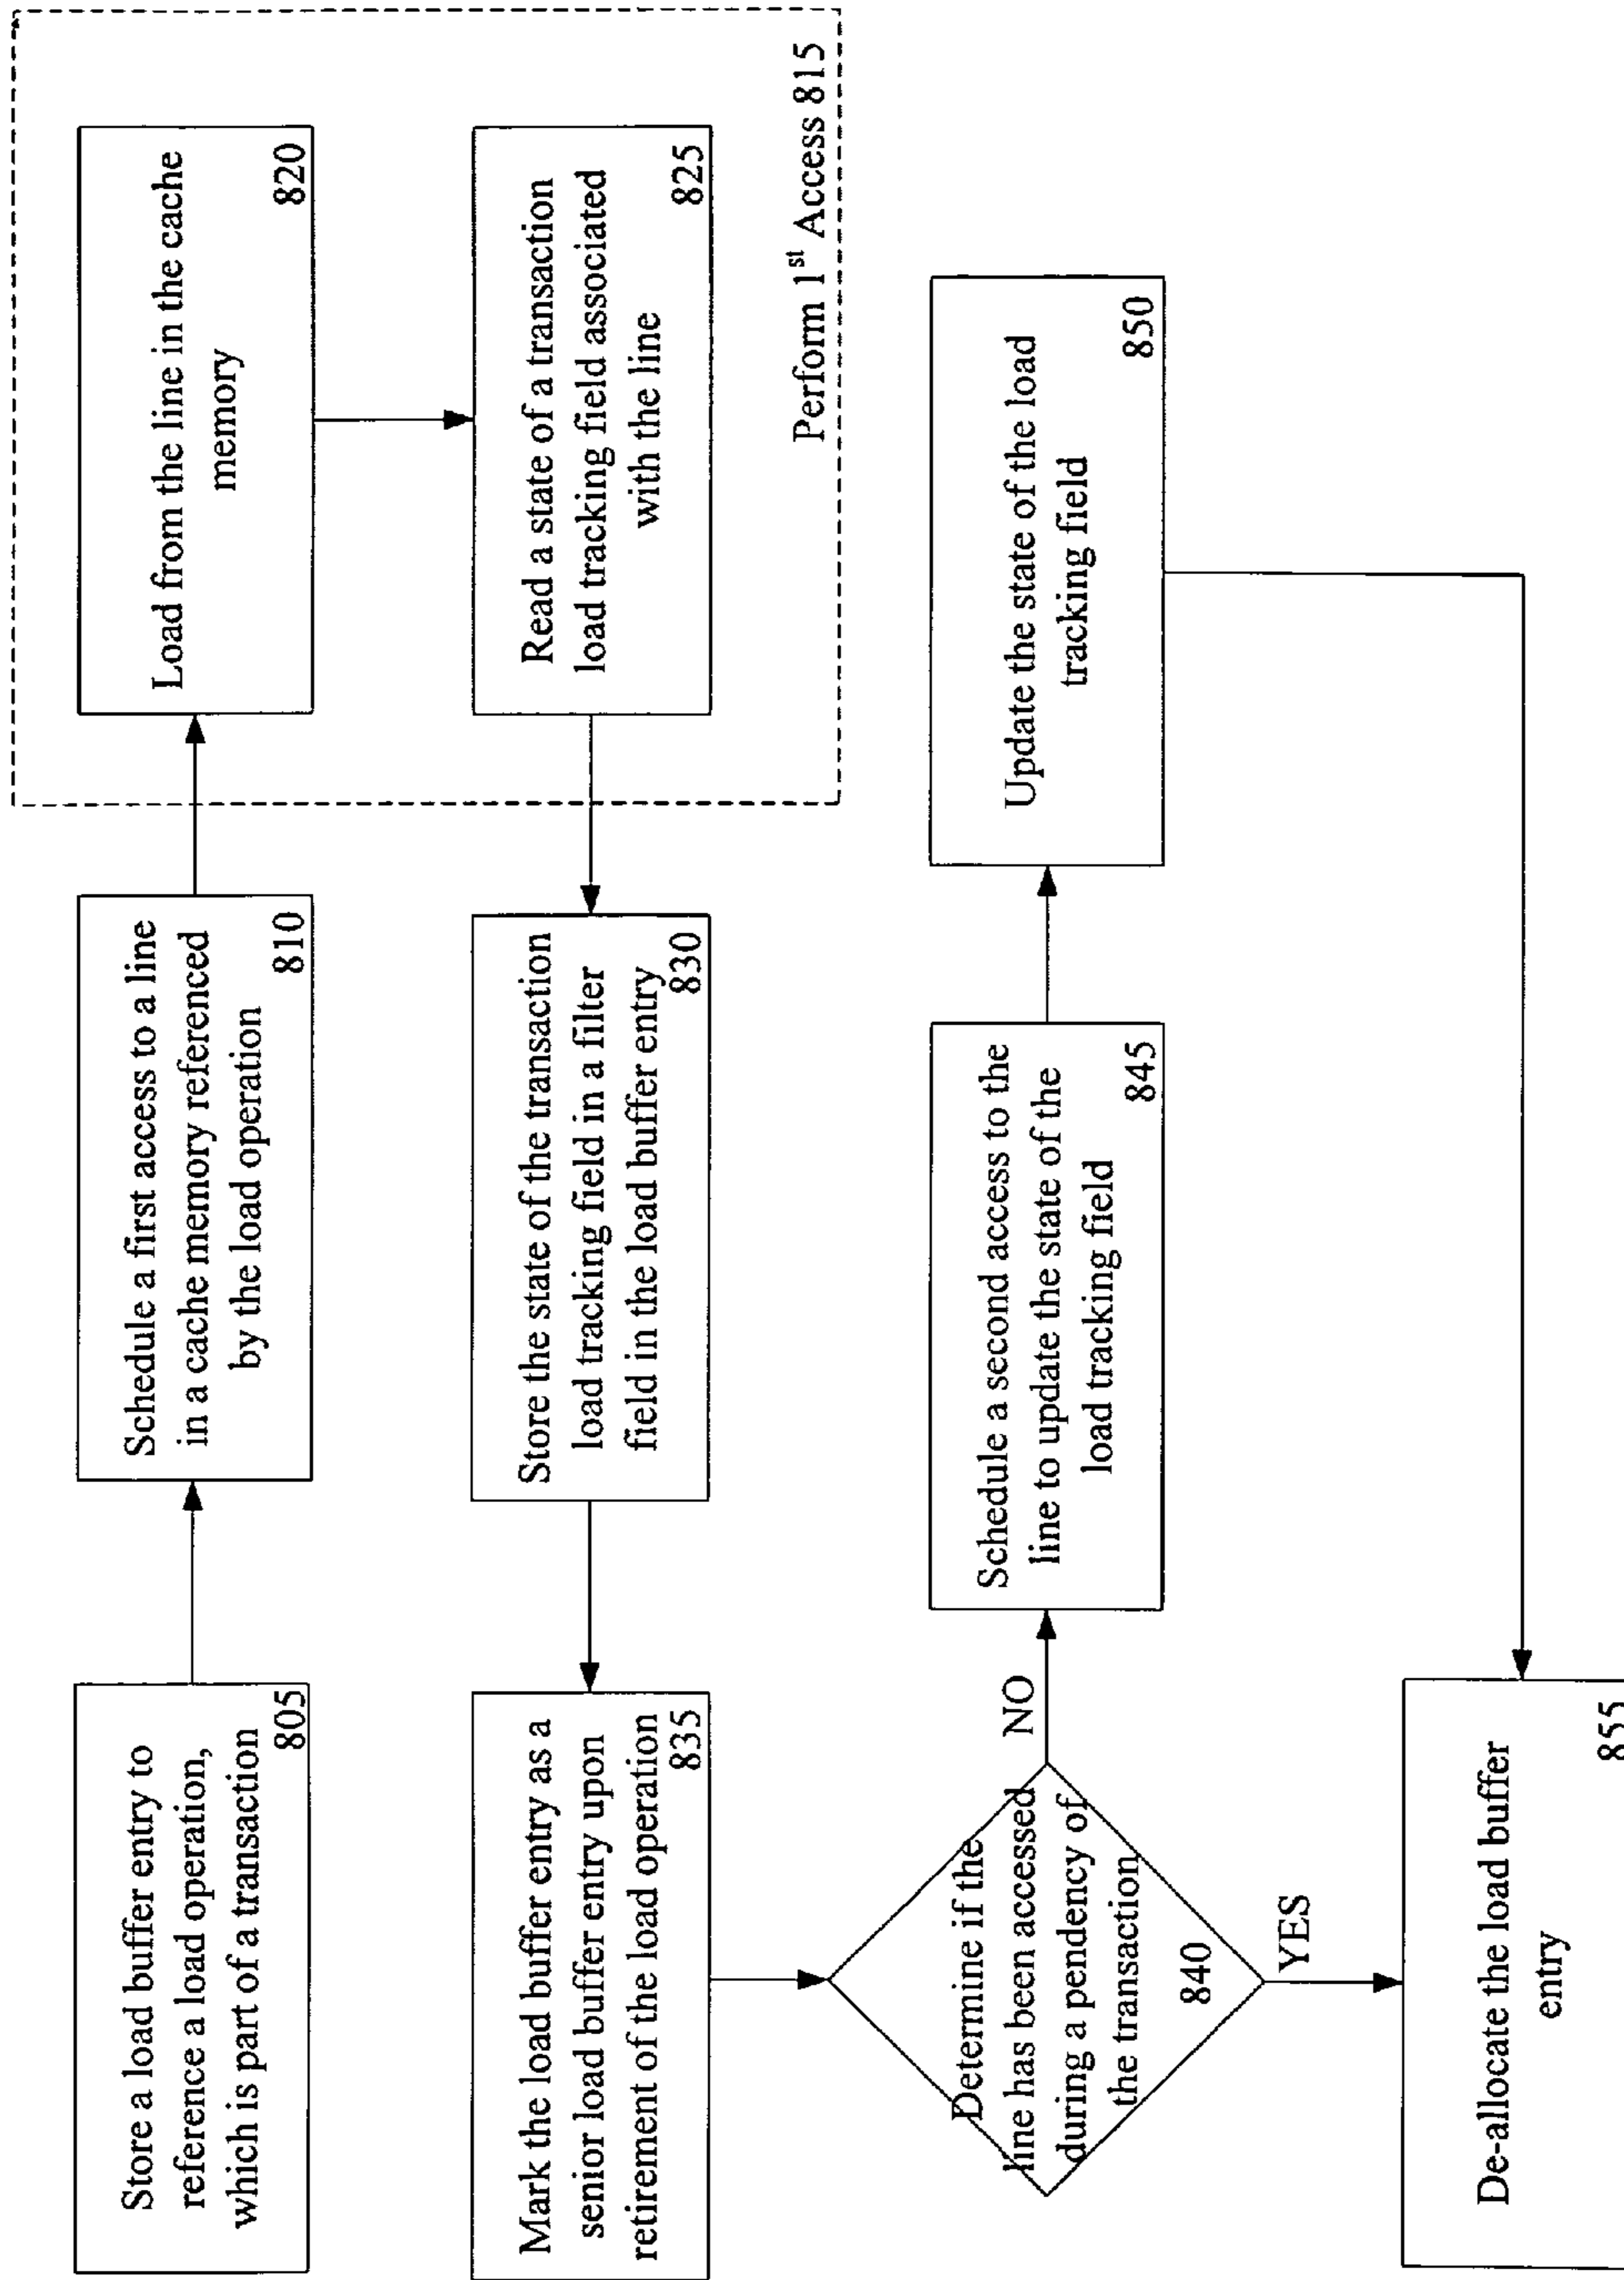 Store a load buffer entry to
reference a load operation,
which is part of a transaction
805
Schedule a first access to a line
in a cache memory referenced
by the load operation
810
Load from the line in the cache
memory
820
Read a state of a transaction
load tracking field associated
with the line
825
Perform 1st Access 815
Store the state of the transaction
load tracking field in a filter
field in the load buffer entry
830
Mark the load buffer entry as a
senior load buffer entry upon
retirement of the load operation
835
Determine if the
line has been accessed
during a pendency of
the transaction
840
NO
YES
Schedule a second access to the
line to update the state of the
load tracking field
845
Update the state of the load
tracking field
850
De-allocate the load buffer
entry
855